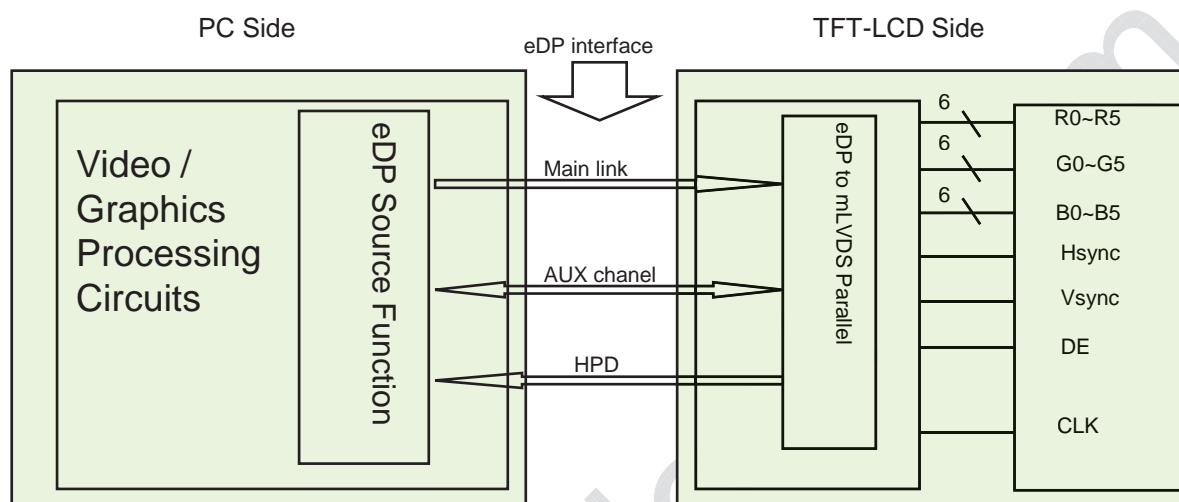 PC Side
TFT-LCD Side
eDP interface
Video /
Graphics
Processing
Circuits
eDP Source Function
Main link
AUX chanel
HPD
eDP to mLVDS Parallel
6
R0~R5
6
G0~G5
6
B0~B5
Hsync
Vsync
DE
CLK